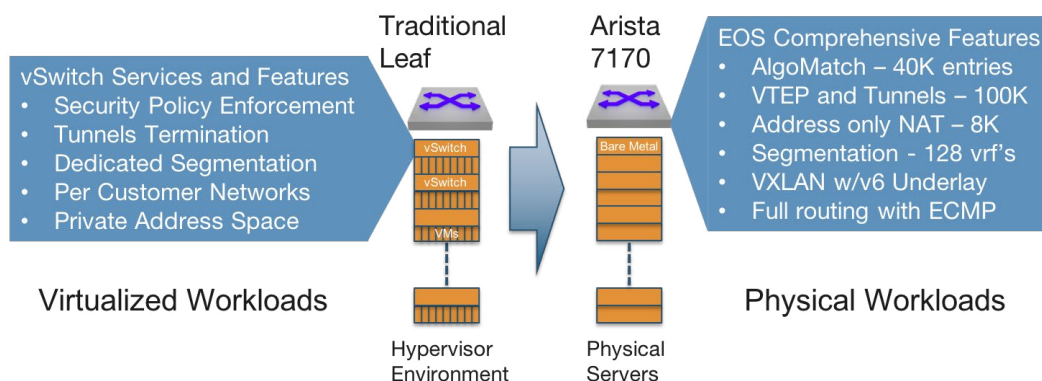 Traditional
Leaf
Arista
7170
vSwitch Services and Features
• Security Policy Enforcement
• Tunnels Termination
• Dedicated Segmentation
• Per Customer Networks
• Private Address Space
vSwitch
vSwitch
VMs
Bare Metal
EOS Comprehensive Features
• AlgoMatch – 40K entries
• VTEP and Tunnels – 100K
• Address only NAT – 8K
• Segmentation - 128 vrf's
• VXLAN w/v6 Underlay
• Full routing with ECMP
Virtualized Workloads
Hypervisor
Environment
Physical
Servers
Physical Workloads